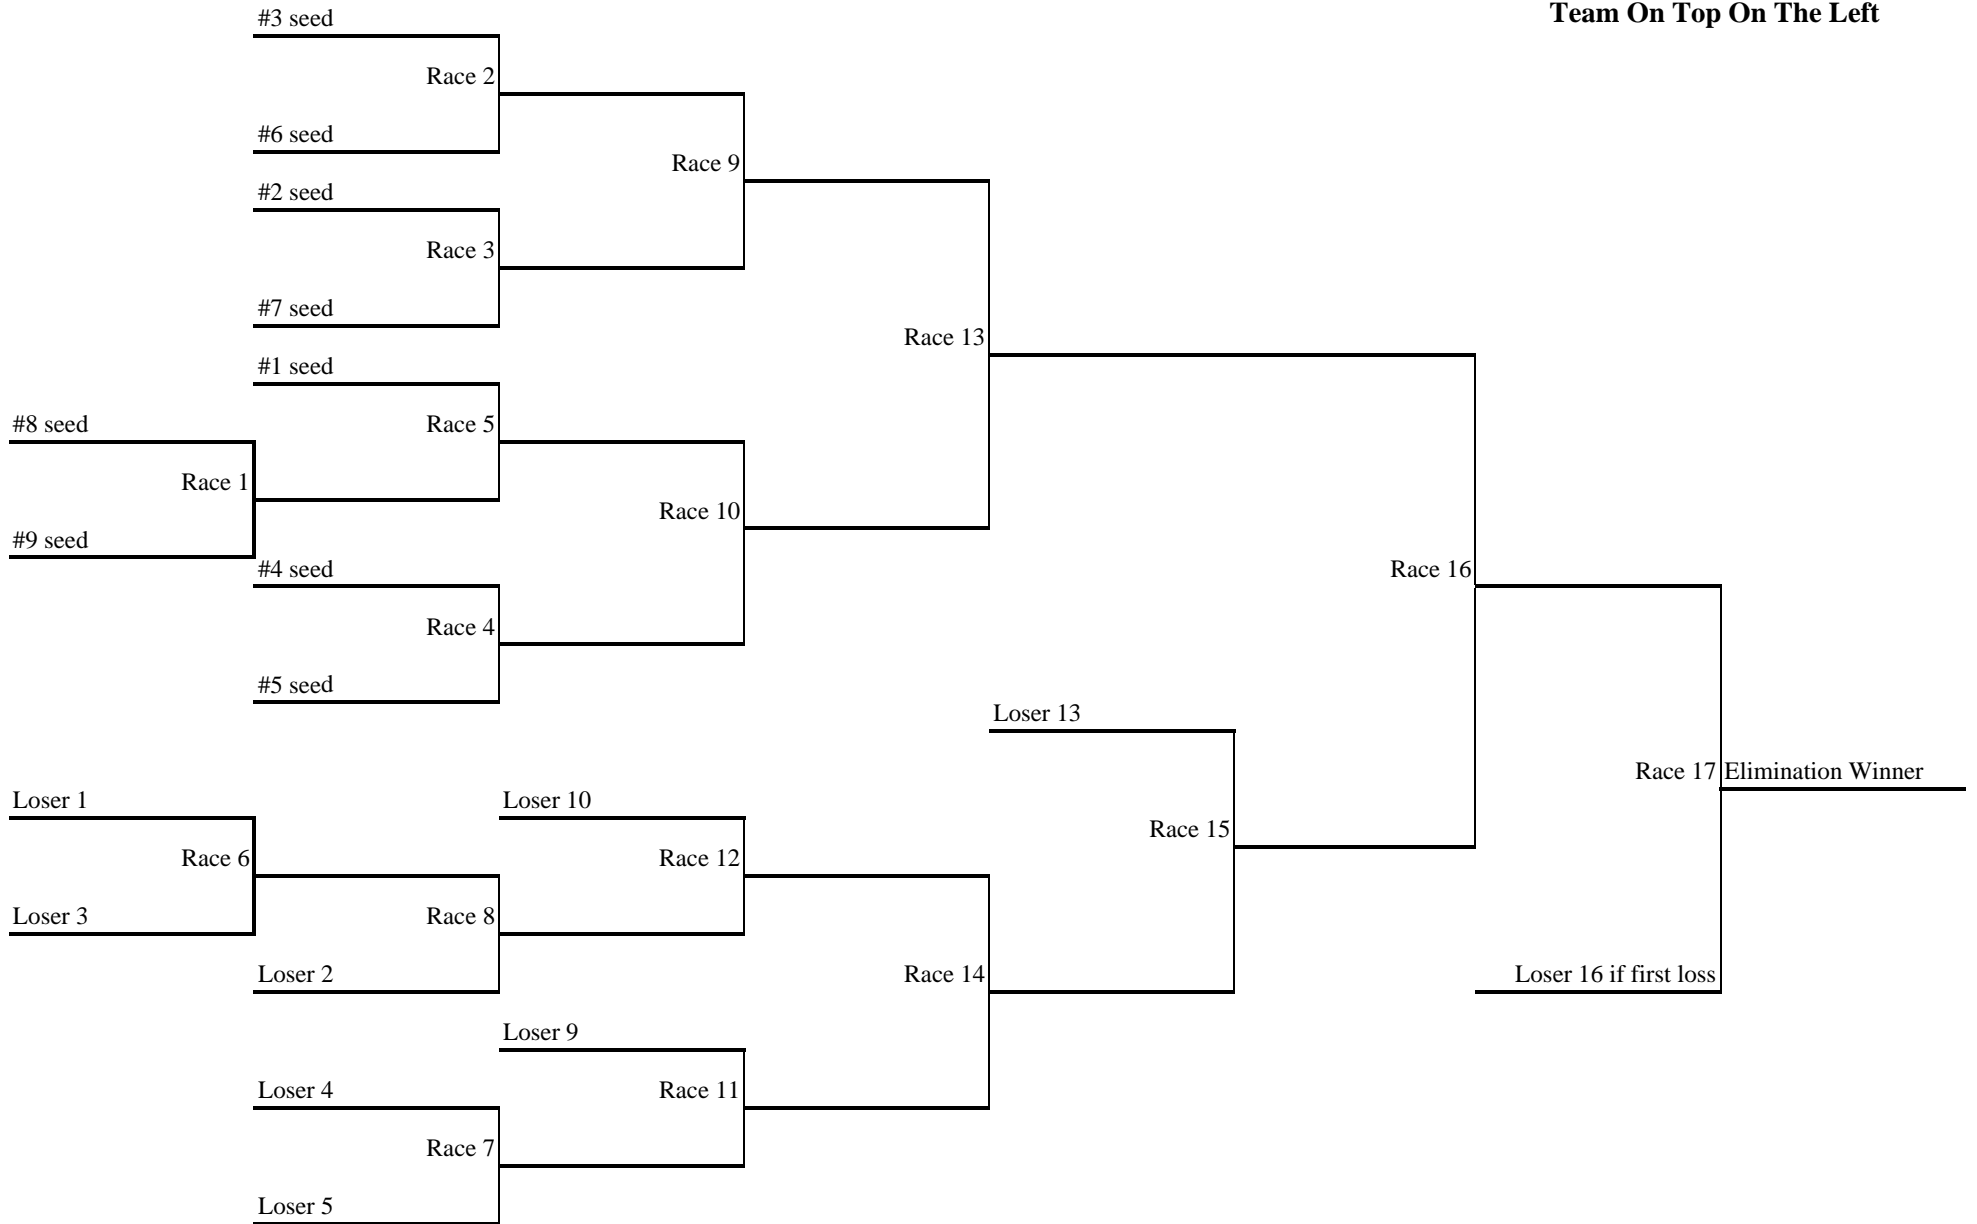 Team On Top On The Left
#3 seed
Race 2
#6 seed
Race 9
#2 seed
Race 3
#7 seed
Race 13
#1 seed
#8 seed
Race 5
Race 1
Race 10
#9 seed
#4 seed
Race 16
Race 4
#5 seed
Loser 13
Race 17 Elimination Winner
Loser 1
Loser 10
Race 15
Race 6
Race 12
Loser 3
Race 8
Loser 2
Race 14
Loser 16 if first loss
Loser 9
Loser 4
Race 11
Race 7
Loser 5